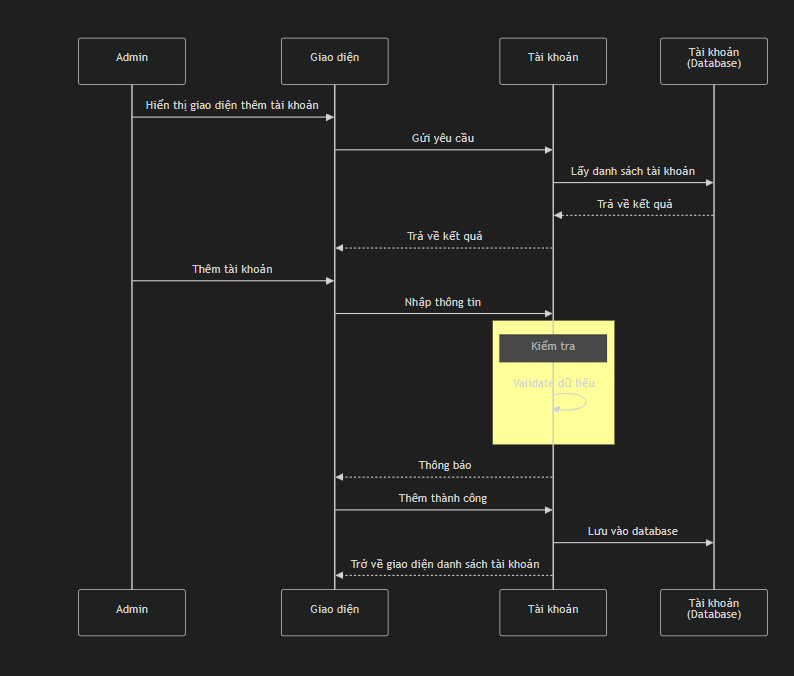 Admin
Giao diện
Tài khoản
Tài khoản
(Database)
Hiển thị giao diện thêm tài khoản
Gửi yêu cầu
Lấy danh sách tài khoản
Trả về kết quả
Trả về kết quả
Thêm tài khoản
Nhập thông tin
Kiểm tra
Validate dữ liệu
Thông báo
Thêm thành công
Lưu vào database
Trở về giao diện danh sách tài khoản
Admin
Giao diện
Tài khoản
Tài khoản
(Database)